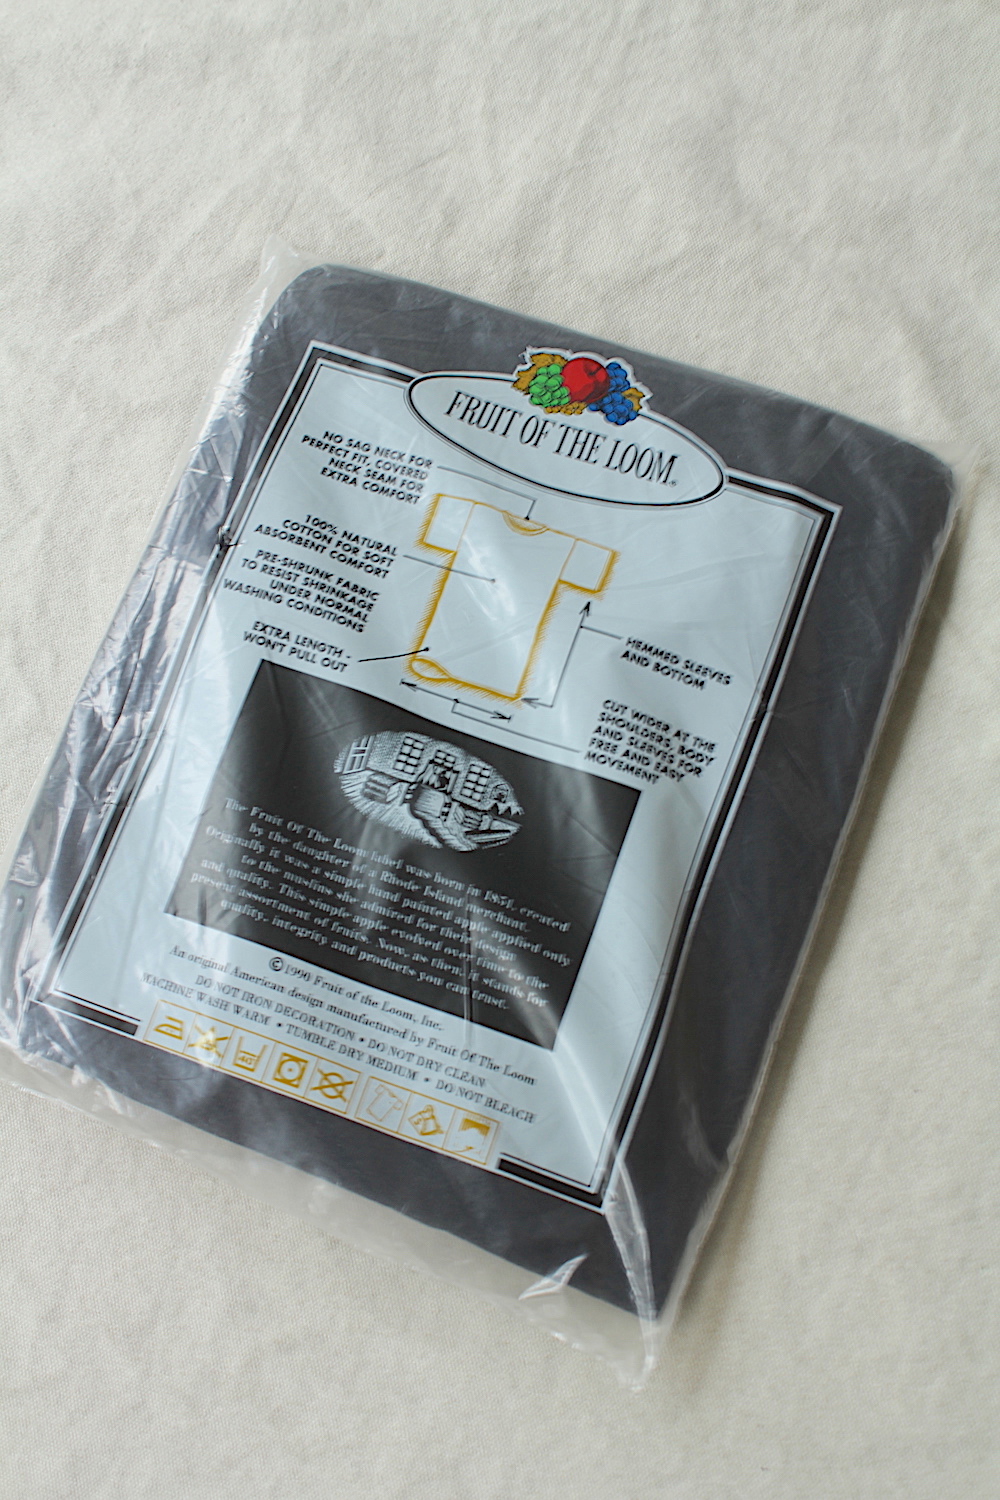 FRUIT OF THE LOOM®
NO SAG NECK FOR
PERFECT FIT, COVERED
NECK SEAM FOR
EXTRA COMFORT
100% NATURAL
COTTON FOR SOFT
ABSORBENT COMFORT
PRE-SHRUNK FABRIC
TO RESIST SHRINKAGE
UNDER NORMAL
WASHING CONDITIONS
EXTRA LENGTH -
WON'T PULL OUT
HEMMED SLEEVES
AND BOTTOM
CUT WIDER AT THE
SHOULDERS, BODY
AND SLEEVES FOR
FREE AND EASY
MOVEMENT
The Fruit Of The Loom label was born in 1851, created
by the daughter of a Rhode Island merchant.
Originally it was a simple hand painted apple applied only
to the muslins she admired for their design
and quality. This simple apple evolved over time to the
present assortment of fruits. Now, as then, it stands for
quality, integrity and products you can trust.
©1990 Fruit of the Loom, Inc.
An original American design manufactured by Fruit Of The Loom
DO NOT IRON DECORATION • DO NOT DRY CLEAN
MACHINE WASH WARM • TUMBLE DRY MEDIUM • DO NOT BLEACH